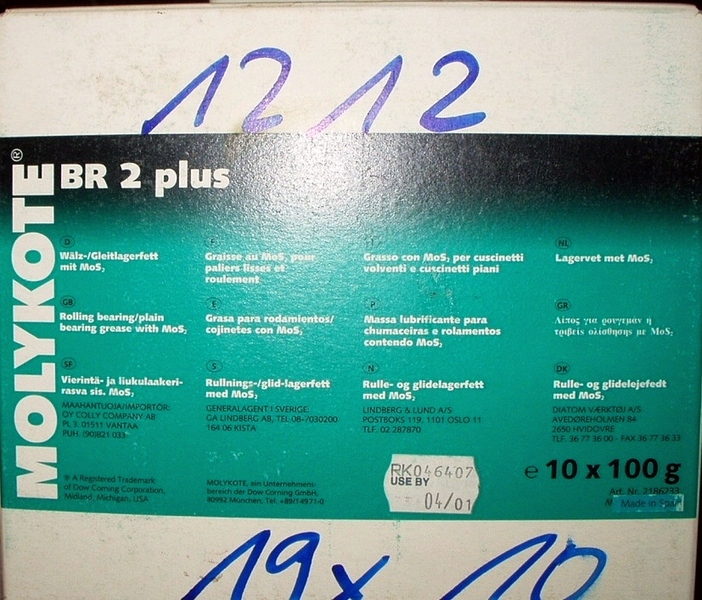 12 12
MOLYKOTE®
BR 2 plus
D
Wälz-/Gleitlagerfett
mit MoS₂
F
Graisse au MoS₂ pour
paliers lisses et
roulement
I
Grasso con MoS₂ per cuscinetti
volventi e cuscinetti piani
NL
Lagervet met MoS₂
GB
Rolling bearing/plain
bearing grease with MoS₂
E
Grasa para rodamientos/
cojinetes con MoS₂
P
Massa lubrificante para
chumaceiras e rolamentos
contendo MoS₂
GR
Λίπος για ρουγεμάν η
τριβείς ολίσθησης με MoS₂
SF
Vierintä- ja liukulaakeri-
rasva sis. MoS₂
MAAHANTUOJA/IMPORTÖR:
OY COLLY COMPANY AB
PL 3, 01511 VANTAA
PUH. (90)821 033
S
Rullnings-/glid-lagerfett
med MoS₂
GENERALAGENT I SVERIGE:
GA LINDBERG AB, TEL 08-7030200
164 06 KISTA
N
Rulle- og glidelagerfett
med MoS₂
LINDBERG & LUND A/S
POSTBOKS 119, 1101 OSLO 11
TLF. 02 287870
DK
Rulle- og glidelejefedt
med MoS₂
DIATOM VÆRKTØJ A/S
AVEDØREHOLMEN 84
2650 HVIDOVRE
TLF. 36 77 36 00 - FAX 36 77 36 33
® A Registered Trademark
of Dow Corning Corporation,
Midland, Michigan, USA
MOLYKOTE, ein Unternehmens-
bereich der Dow Corning GmbH,
80992 München, Tel. +89/14971-0
RK046407
USE BY
04/01
e 10 x 100 g
Art. Nr. 2186243
Made in Spain
19x 10